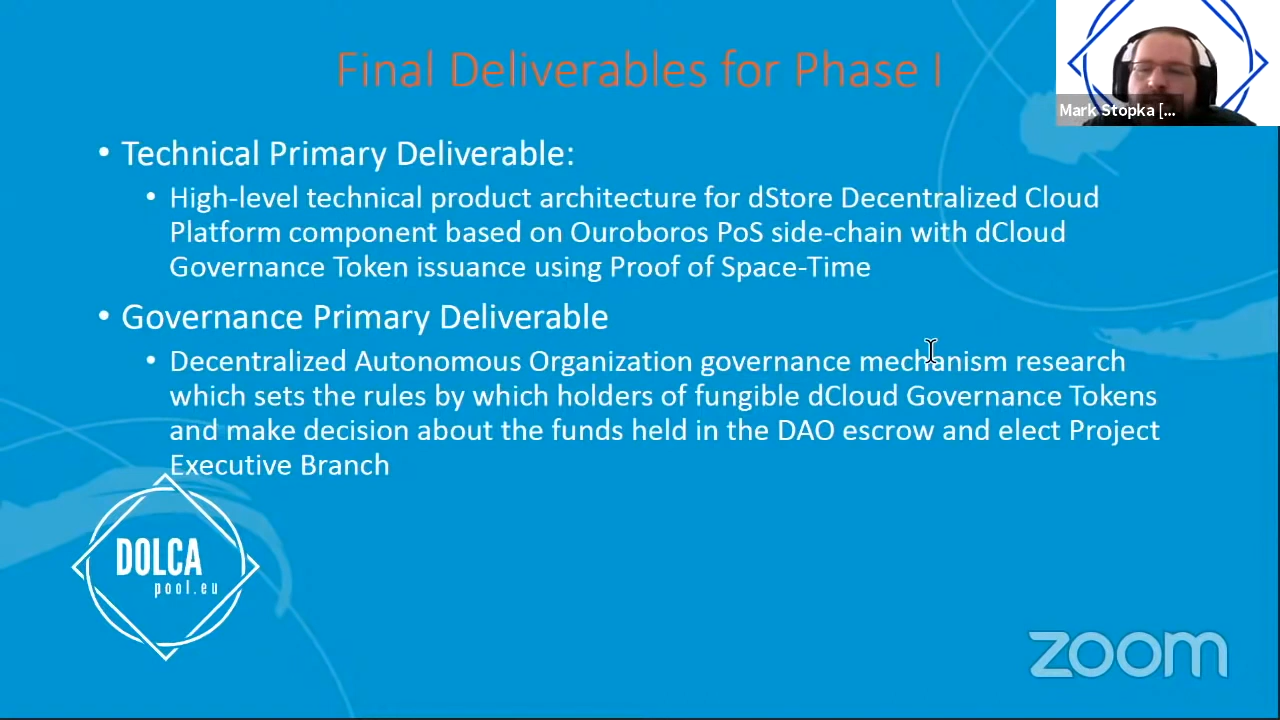 Final Deliverables for Phase I
Mark Stopka [...
• Technical Primary Deliverable:
• High-level technical product architecture for dStore Decentralized Cloud
Platform component based on Ouroboros PoS side-chain with dCloud
Governance Token issuance using Proof of Space-Time
• Governance Primary Deliverable
• Decentralized Autonomous Organization governance mechanism research
which sets the rules by which holders of fungible dCloud Governance Tokens
and make decision about the funds held in the DAO escrow and elect Project
Executive Branch
DOLCA
pool.eu
zoom